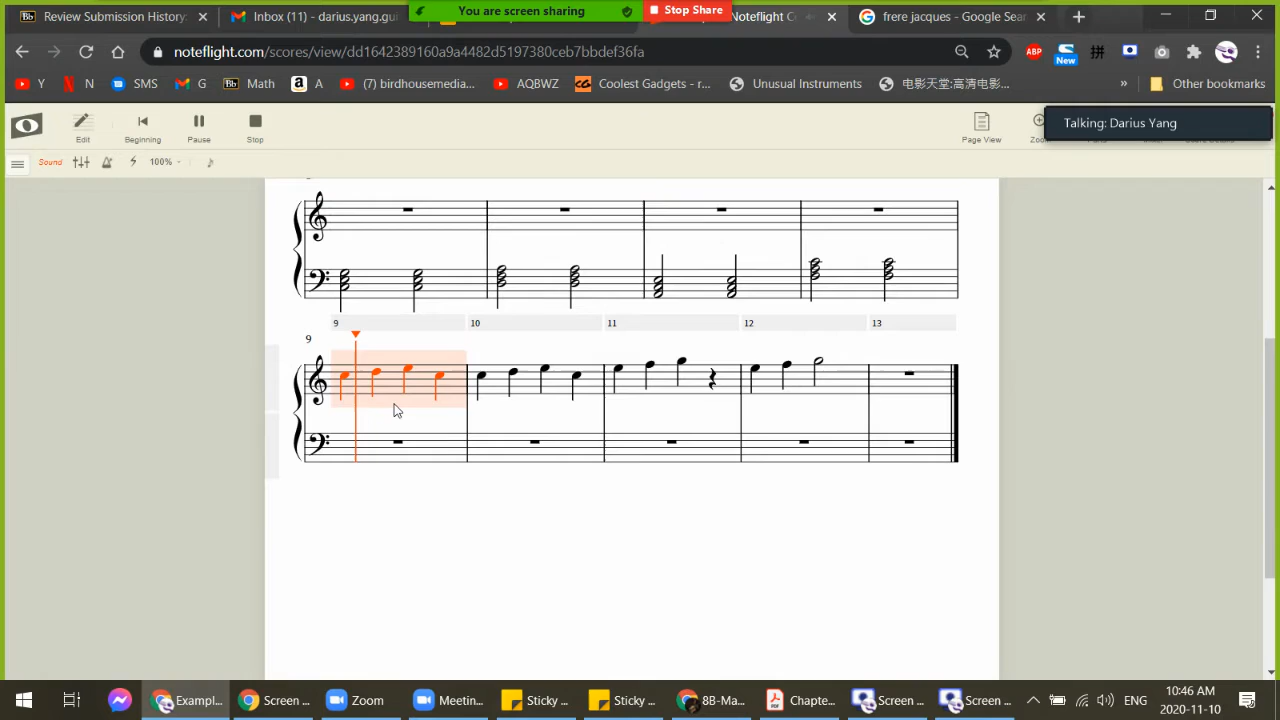 You are screen sharing
Stop Share
Review Submission History:
Inbox (11) - darius.yang.gui
Noteflight C
frere jacques - Google Sear
noteflight.com/scores/view/dd1642389160a9a4482d5197380ceb7bbdef36fa
ABP
New
拼
Y
N
SMS
G
Bb Math
a A
(7) birdhousemedia...
AQBWZ
Coolest Gadgets - r...
Unusual Instruments
电影天堂:高清电影...
»
Other bookmarks
Edit
Beginning
Pause
Stop
Page View
Zoo
Talking: Darius Yang
Sound
100%
9 10 11 12 13
9
Exampl...
Screen ...
Zoom
Meetin...
Sticky ...
Sticky ...
8B-Ma...
Chapte...
Screen ...
Screen ...
ENG
10:46 AM
2020-11-10